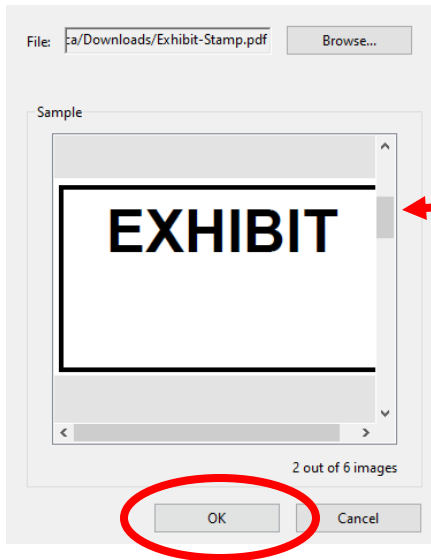 File: ca/Downloads/Exhibit-Stamp.pdf Browse...
Sample
EXHIBIT
2 out of 6 images
OK Cancel